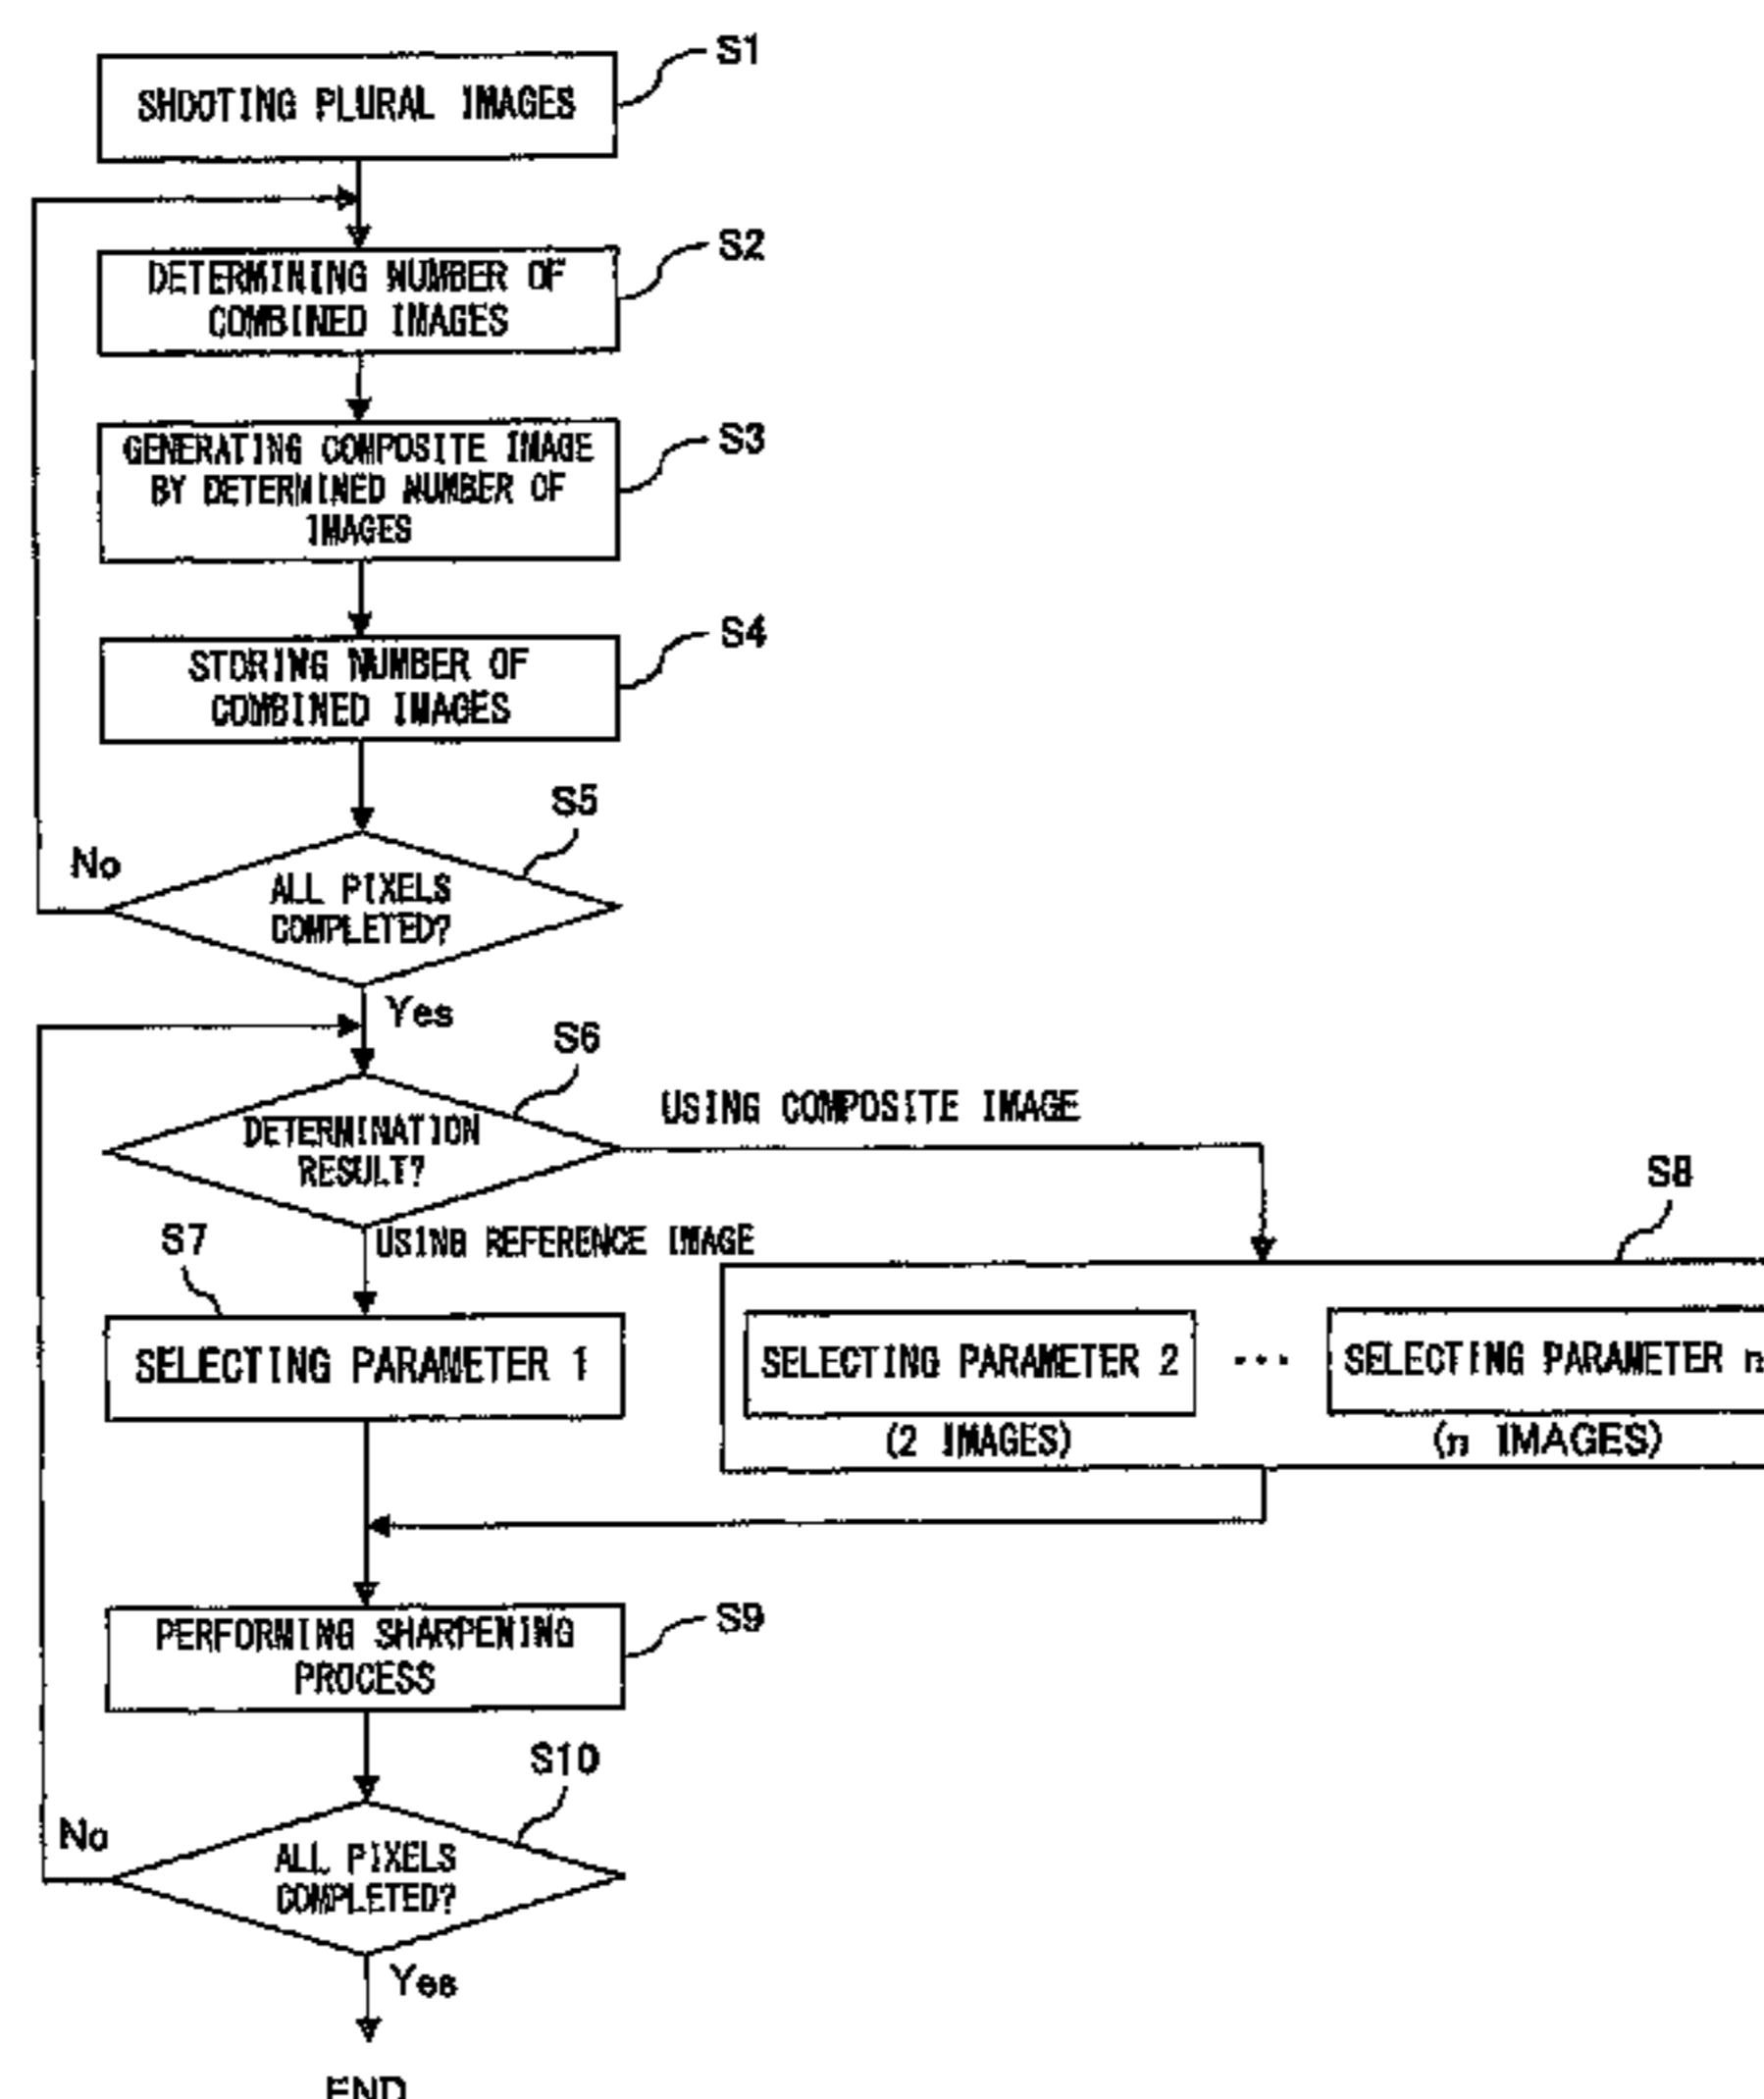 S1
SHOOTING PLURAL IMAGES
S2
DETERMINING NUMBER OF
COMBINED IMAGES
S3
GENERATING COMPOSITE IMAGE
BY DETERMINED NUMBER OF
IMAGES
S4
STORING NUMBER OF
COMBINED IMAGES
S5
No
ALL PIXELS
COMPLETED?
Yes
S6
DETERMINATION
RESULT?
USING COMPOSITE IMAGE
USING REFERENCE IMAGE
S7
SELECTING PARAMETER 1
S8
SELECTING PARAMETER 2 ... SELECTING PARAMETER n
(2 IMAGES) (n IMAGES)
S9
PERFORMING SHARPENING
PROCESS
S10
No
ALL PIXELS
COMPLETED?
Yes
END